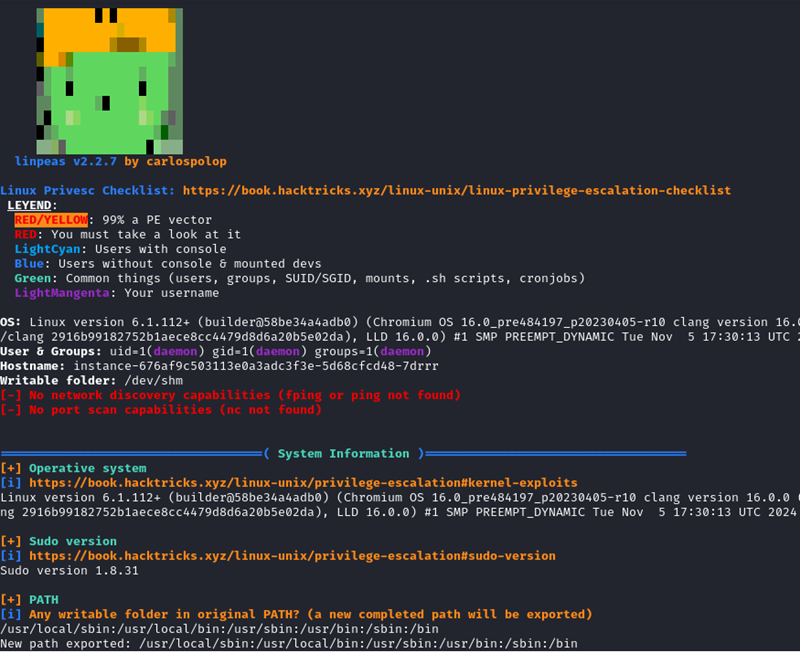 linpeas v2.2.7 by carlospolop
Linux Privesc Checklist: https://book.hacktricks.xyz/linux-unix/linux-privilege-escalation-checklist
LEYEND:
RED/YELLOW: 99% a PE vector
RED: You must take a look at it
LightCyan: Users with console
Blue: Users without console & mounted devs
Green: Common things (users, groups, SUID/SGID, mounts, .sh scripts, cronjobs)
LightMangenta: Your username
OS: Linux version 6.1.112+ (builder@58be34a4adb0) (Chromium OS 16.0_pre484197_p20230405-r10 clang version 16.0
/clang 2916b99182752b1aece8cc4479d8d6a20b5e02da), LLD 16.0.0) #1 SMP PREEMPT_DYNAMIC Tue Nov  5 17:30:13 UTC 2
User & Groups: uid=1(daemon) gid=1(daemon) groups=1(daemon)
Hostname: instance-676af9c503113e0a3adc3f3e-5d68cfcd48-7drrr
Writable folder: /dev/shm
[-] No network discovery capabilities (fping or ping not found)
[-] No port scan capabilities (nc not found)
( System Information )
[+] Operative system
[i] https://book.hacktricks.xyz/linux-unix/privilege-escalation#kernel-exploits
Linux version 6.1.112+ (builder@58be34a4adb0) (Chromium OS 16.0_pre484197_p20230405-r10 clang version 16.0.0 (
ng 2916b99182752b1aece8cc4479d8d6a20b5e02da), LLD 16.0.0) #1 SMP PREEMPT_DYNAMIC Tue Nov  5 17:30:13 UTC 2024
[+] Sudo version
[i] https://book.hacktricks.xyz/linux-unix/privilege-escalation#sudo-version
Sudo version 1.8.31
[+] PATH
[i] Any writable folder in original PATH? (a new completed path will be exported)
/usr/local/sbin:/usr/local/bin:/usr/sbin:/usr/bin:/sbin:/bin
New path exported: /usr/local/sbin:/usr/local/bin:/usr/sbin:/usr/bin:/sbin:/bin